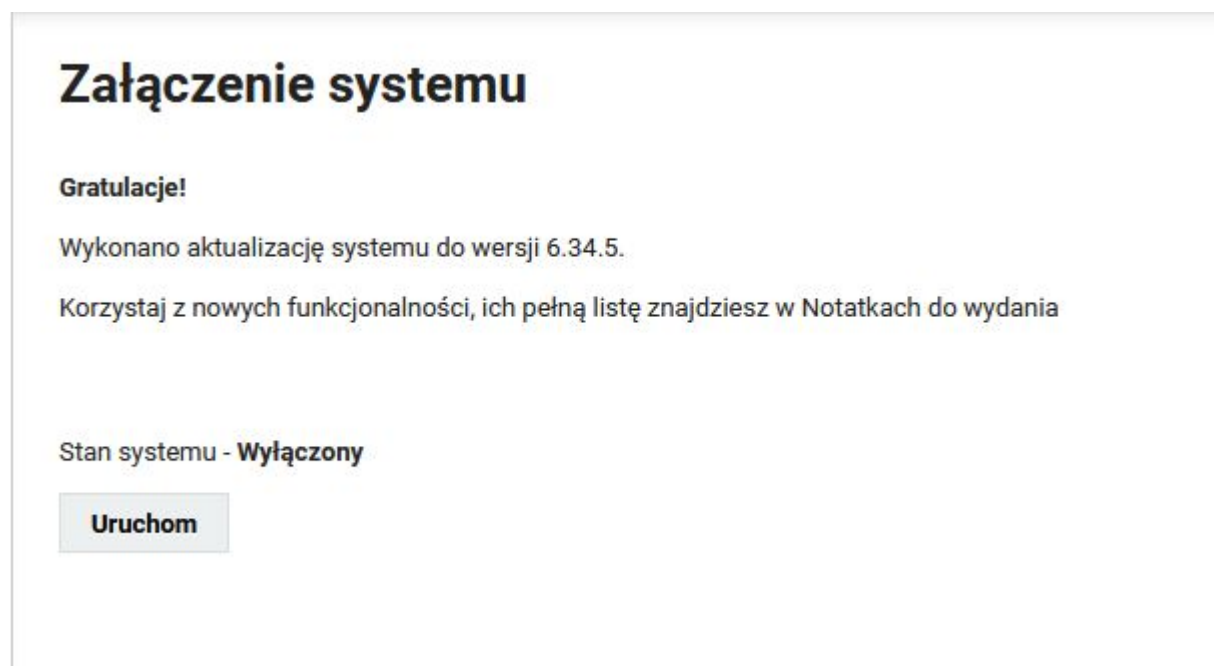 Załączenie systemu
Gratulacje!
Wykonano aktualizację systemu do wersji 6.34.5.
Korzystaj z nowych funkcjonalności, ich pełną listę znajdziesz w Notatkach do wydania
Stan systemu - Wyłączony
Uruchom